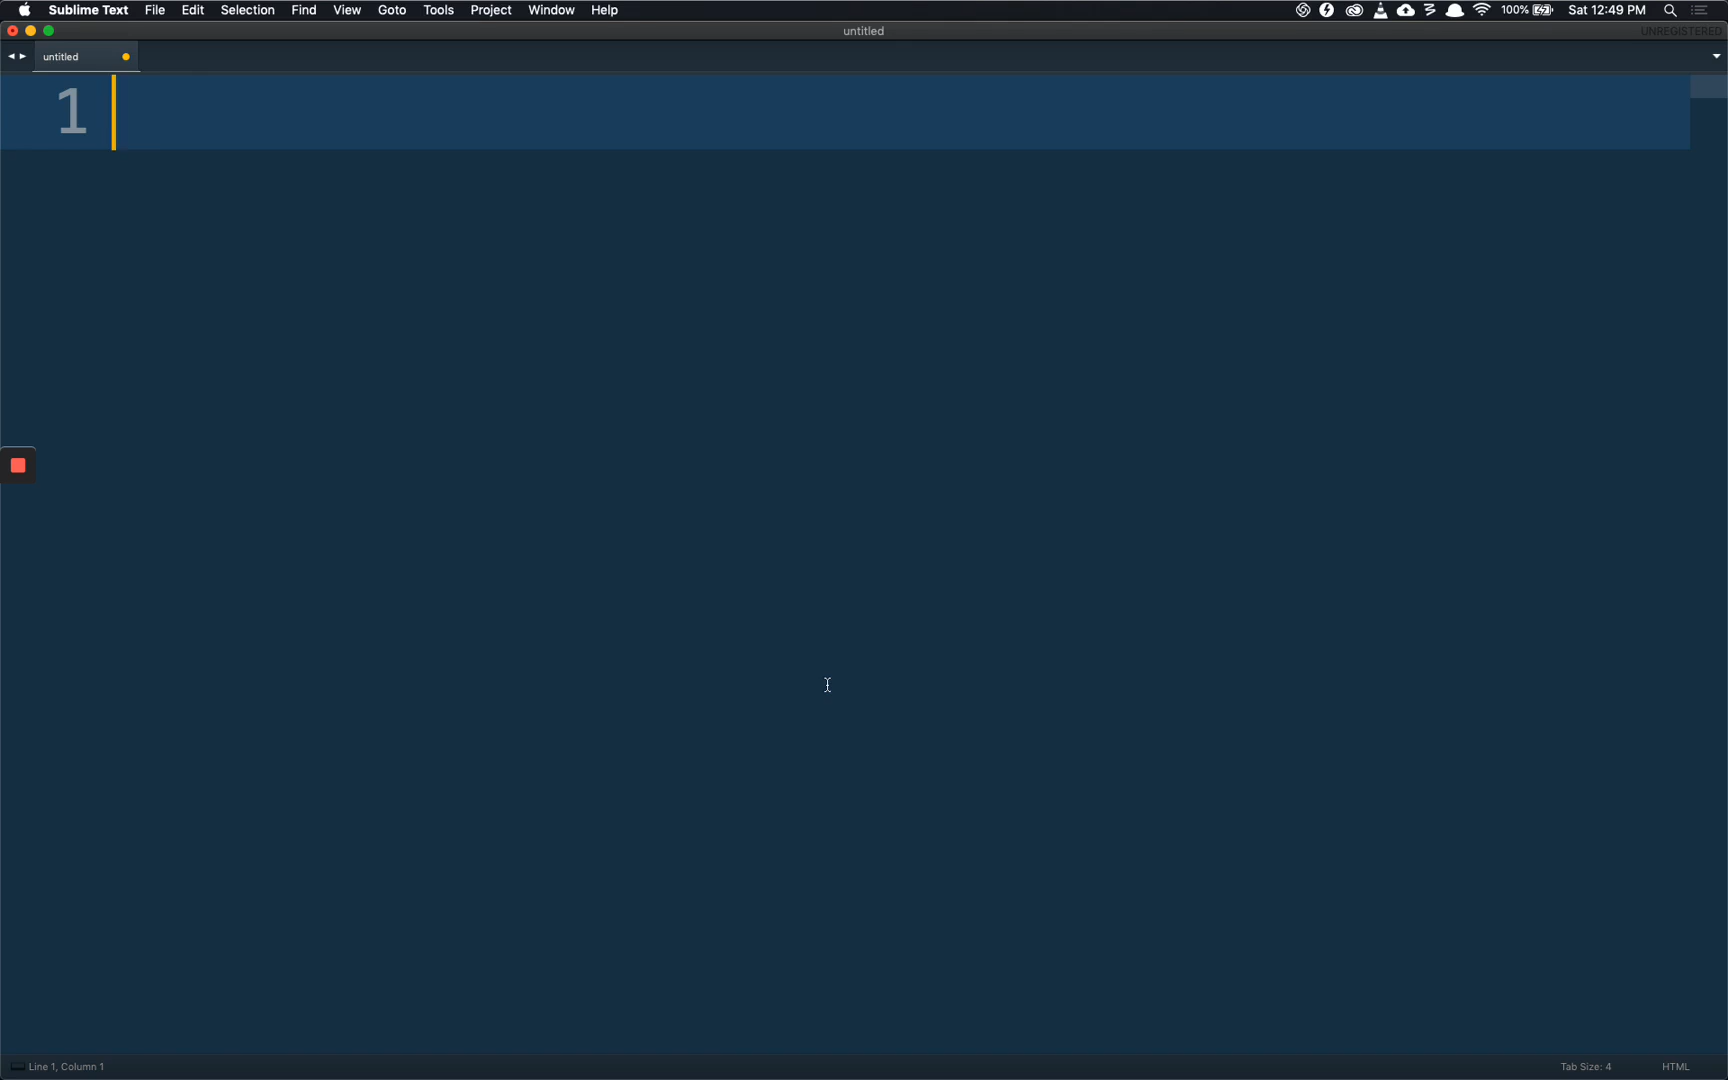 Sublime Text File Edit Selection Find View Goto Tools Project Window Help 100% Sat 12:49 PM
untitled UNREGISTERED
untitled
1
Line 1, Column 1 Tab Size: 4 HTML